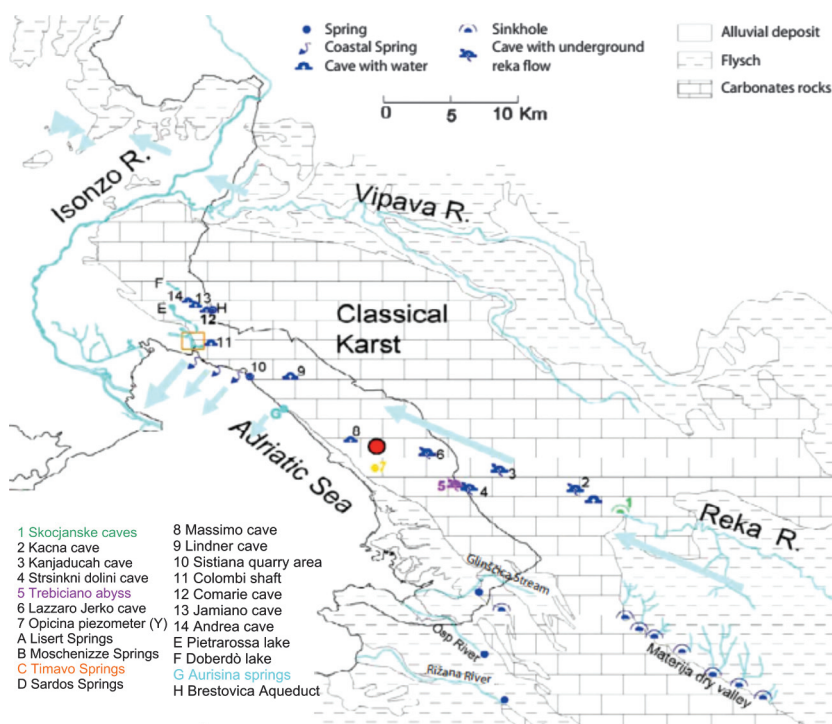 Spring
Coastal Spring
Cave with water
Sinkhole
Cave with underground
reka flow
Alluvial deposit
Flysch
Carbonates rocks
0 5 10 Km
Isonzo R.
Vipava R.
F
14
13
E
H
12
11
Classical
Karst
10
9
G
Adriatic Sea
8
7
6
5
4
3
2
1
Reka R.
Glinščica Stream
Osp River
Rižana River
Materija dry valley
1 Skocjanske caves
2 Kacna cave
3 Kanjaducah cave
4 Strsinkni dolini cave
5 Trebiciano abyss
6 Lazzaro Jerko cave
7 Opicina piezometer (Y)
A Lisert Springs
B Moschenizze Springs
C Timavo Springs
D Sardos Springs
8 Massimo cave
9 Lindner cave
10 Sistiana quarry area
11 Colombi shaft
12 Comarie cave
13 Jamiano cave
14 Andrea cave
E Pietrarossa lake
F Doberdò lake
G Aurisina springs
H Brestovica Aqueduct